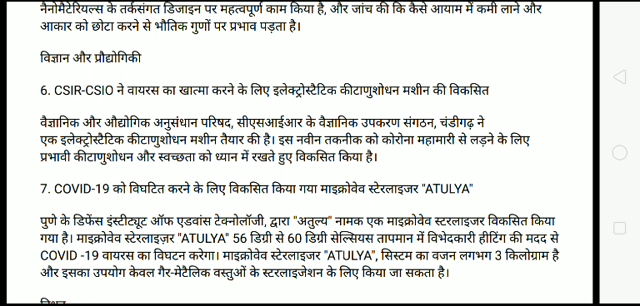 नैनोमैटेरियल्स के तर्कसंगत डिजाइन पर महत्वपूर्ण काम किया है, और जांच की कि कैसे आयाम में कमी लाने और
आकार को छोटा करने से भौतिक गुणों पर प्रभाव पड़ता है।
विज्ञान और प्रौद्योगिकी
6. CSIR-CSIO ने वायरस का खात्मा करने के लिए इलेक्ट्रोस्टैटिक कीटाणुशोधन मशीन की विकसित
वैज्ञानिक और औद्योगिक अनुसंधान परिषद, सीएसआईआर के वैज्ञानिक उपकरण संगठन, चंडीगढ़ ने
एक इलेक्ट्रोस्टैटिक कीटाणुशोधन मशीन तैयार की है। इस नवीन तकनीक को कोरोना महामारी से लड़ने के लिए
प्रभावी कीटाणुशोधन और स्वच्छता को ध्यान में रखते हुए विकसित किया है।
7. COVID-19 को विघटित करने के लिए विकसित किया गया माइक्रोवेव स्टेरलाइजर "ATULYA"
पुणे के डिफेंस इंस्टीट्यूट ऑफ एडवांस टेक्नोलॉजी, द्वारा "अतुल्य" नामक एक माइक्रोवेव स्टरलाइजर विकसित किया
गया है। माइक्रोवेव स्टेरलाइज़र "ATULYA" 56 डिग्री से 60 डिग्री सेल्सियस तापमान में विभेदकारी हीटिंग की मदद से
COVID -19 वायरस का विघटन करेगा। माइक्रोवेव स्टेरलाइजर "ATULYA", सिस्टम का वजन लगभग 3 किलोग्राम है
और इसका उपयोग केवल गैर-मेटैलिक वस्तुओं के स्टरलाइजेशन के लिए किया जा सकता है।